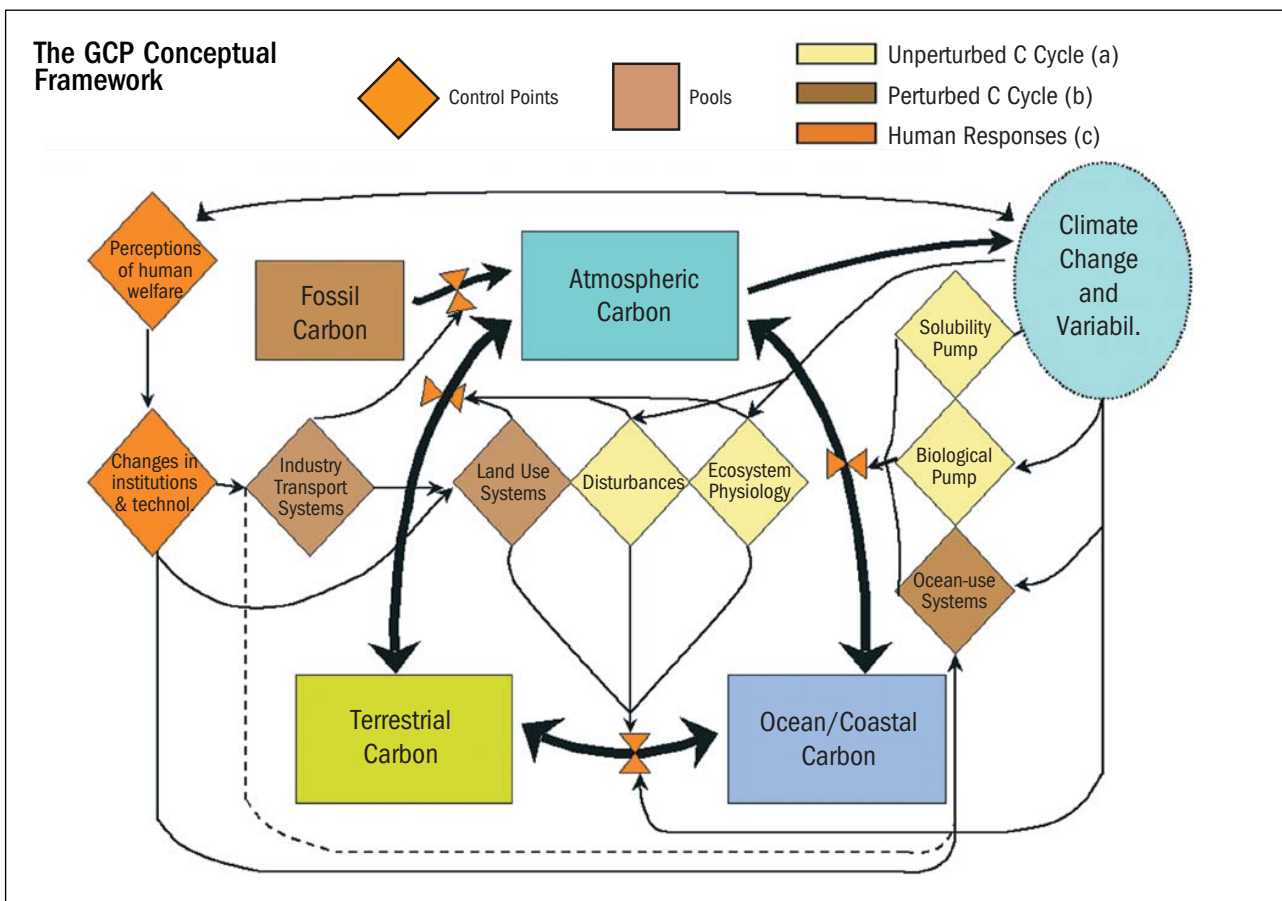 The GCP Conceptual
Framework
Control Points
Pools
Unperturbed C Cycle (a)
Perturbed C Cycle (b)
Human Responses (c)
Perceptions
of human
welfare
Fossil
Carbon
Atmospheric
Carbon
Climate
Change
and
Variabil.
Solubility
Pump
Changes in
institutions
& technol.
Industry
Transport
Systems
Land Use
Systems
Disturbances
Ecosystem
Physiology
Biological
Pump
Ocean-use
Systems
Terrestrial
Carbon
Ocean/Coastal
Carbon